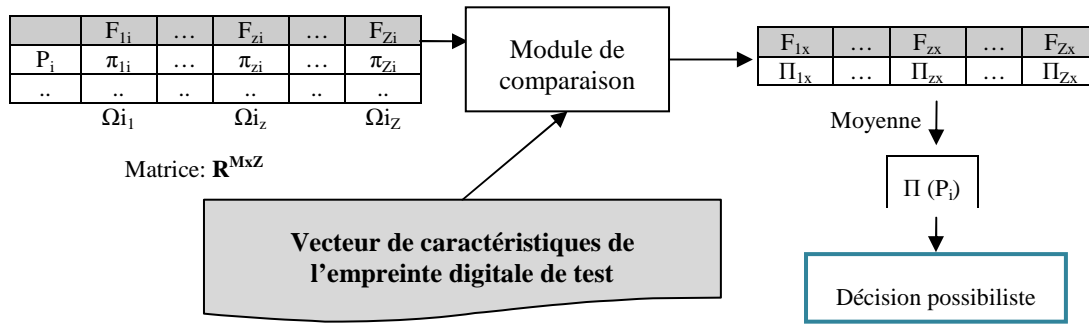 F1i … Fzi … FZi
Pi π1i … πzi … πZi
.. .. .. .. .. ..
Ωi1 Ωiz ΩiZ
Matrice: R^MxZ
Module de
comparaison
F1x … Fzx … FZx
Π1x … Πzx … ΠZx
Moyenne
Π (Pi)
Vecteur de caractéristiques de
l’empreinte digitale de test
Décision possibiliste